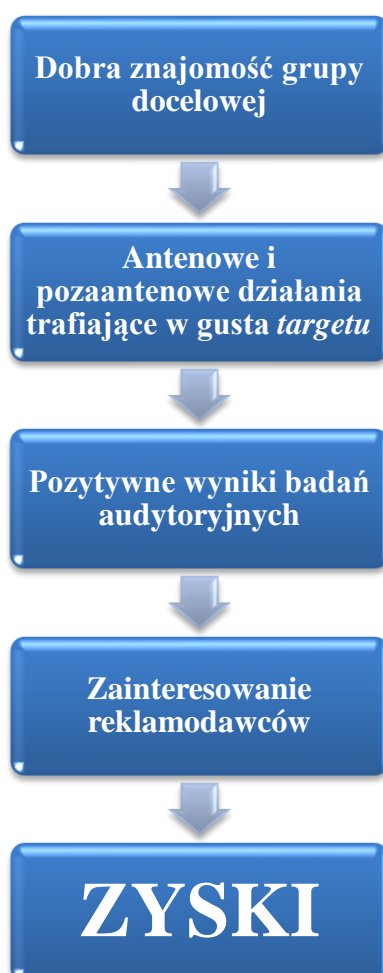 Dobra znajomość grupy
docelowej
Antenowe i
pozaantenowe działania
trafiające w gusta targetu
Pozytywne wyniki badań
audytoryjnych
Zainteresowanie
reklamodawców
ZYSKI